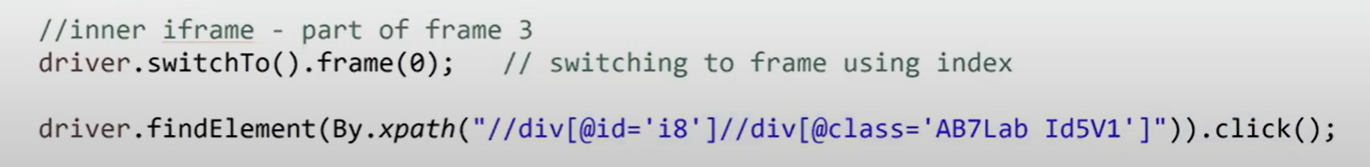 //inner iframe - part of frame 3
driver.switchTo().frame(0);   // switching to frame using index
driver.findElement(By.xpath("//div[@id='i8']//div[@class='AB7Lab Id5V1']")).click();